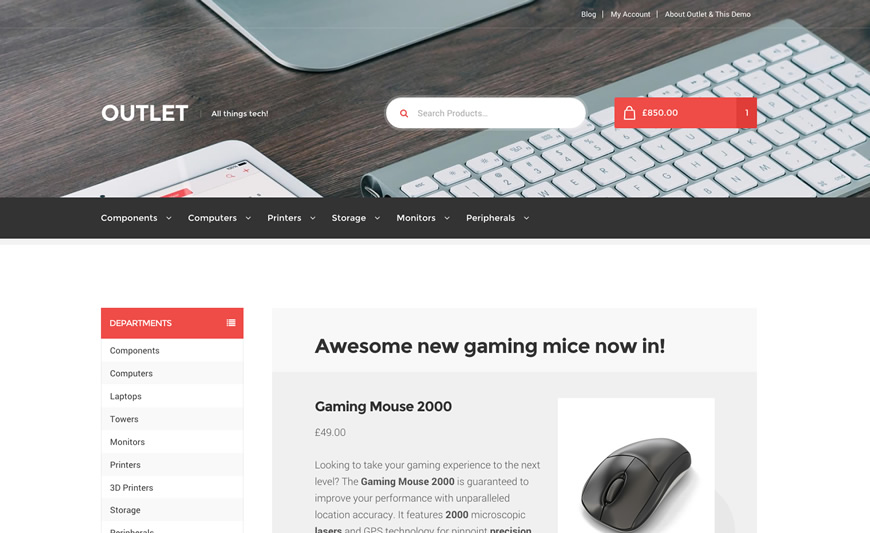 Blog | My Account | About Outlet & This Demo
OUTLET | All things tech!
Search Products...
£850.00 1
Components Computers Printers Storage Monitors Peripherals
DEPARTMENTS
Components
Computers
Laptops
Towers
Monitors
Printers
3D Printers
Storage
Peripherals
Awesome new gaming mice now in!
Gaming Mouse 2000
£49.00
Looking to take your gaming experience to the next
level? The Gaming Mouse 2000 is guaranteed to
improve your performance with unparalleled
location accuracy. It features 2000 microscopic
lasers and GPS technology for pinpoint precision